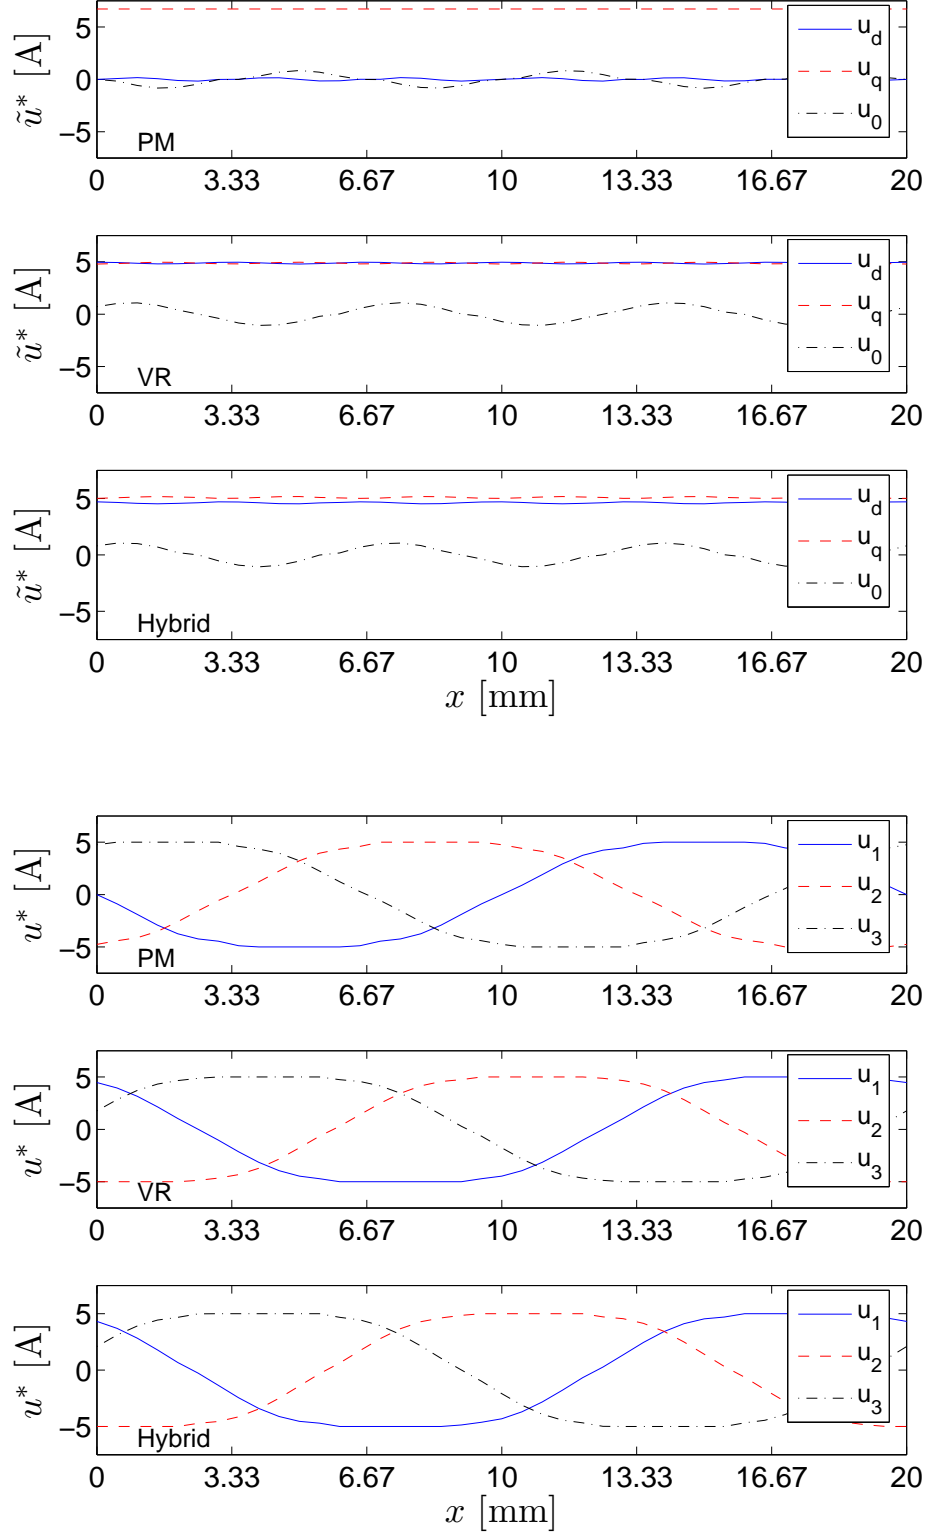 ũ* [A]
5
0
−5
PM
u_d
u_q
u_0
0 3.33 6.67 10 13.33 16.67 20
ũ* [A]
5
0
−5
VR
u_d
u_q
u_0
0 3.33 6.67 10 13.33 16.67 20
ũ* [A]
5
0
−5
Hybrid
u_d
u_q
u_0
0 3.33 6.67 10 13.33 16.67 20
x [mm]
u* [A]
5
0
−5
PM
u_1
u_2
u_3
0 3.33 6.67 10 13.33 16.67 20
u* [A]
5
0
−5
VR
u_1
u_2
u_3
0 3.33 6.67 10 13.33 16.67 20
u* [A]
5
0
−5
Hybrid
u_1
u_2
u_3
0 3.33 6.67 10 13.33 16.67 20
x [mm]